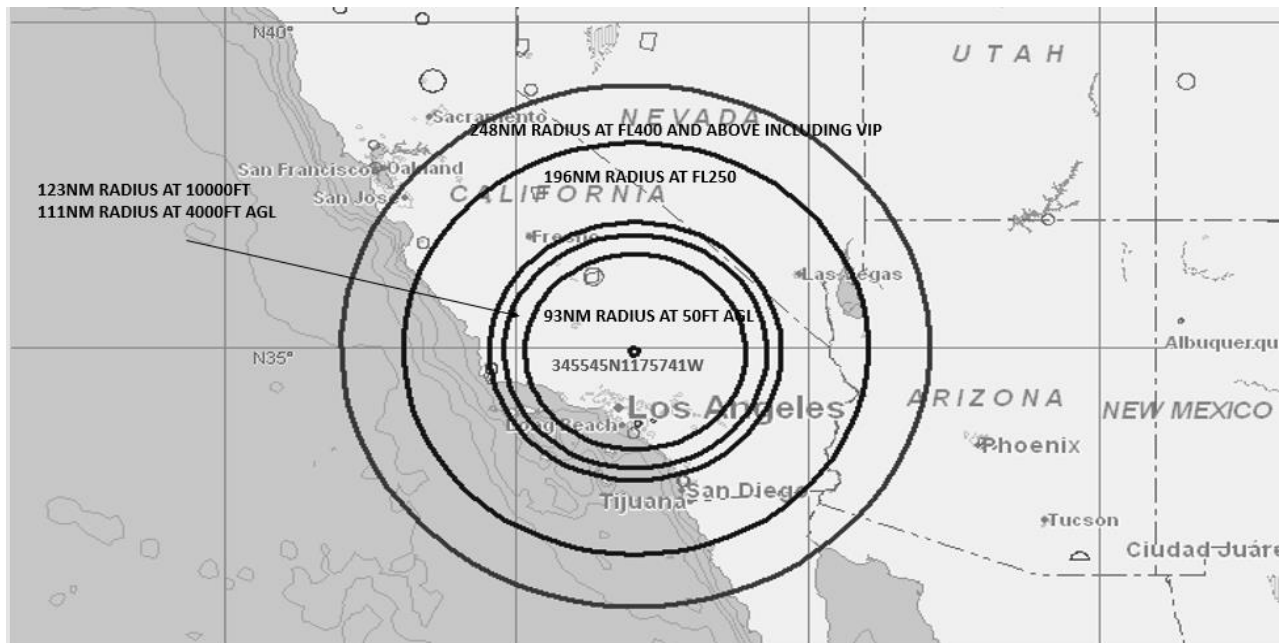 N40°
UTAH
Sacramento
NEVADA
248NM RADIUS AT FL400 AND ABOVE INCLUDING VIP
San Francisco
Oakland
196NM RADIUS AT FL250
123NM RADIUS AT 10000FT
San Jose
CALIFORNIA
111NM RADIUS AT 4000FT AGL
Fresno
Las Vegas
93NM RADIUS AT 50FT AGL
Albuquerqu
N35°
345545N1175741W
Los Angeles
ARIZONA
NEW MEXICO
Long Beach
Phoenix
San Diego
Tijuana
Tucson
Ciudad Juáre